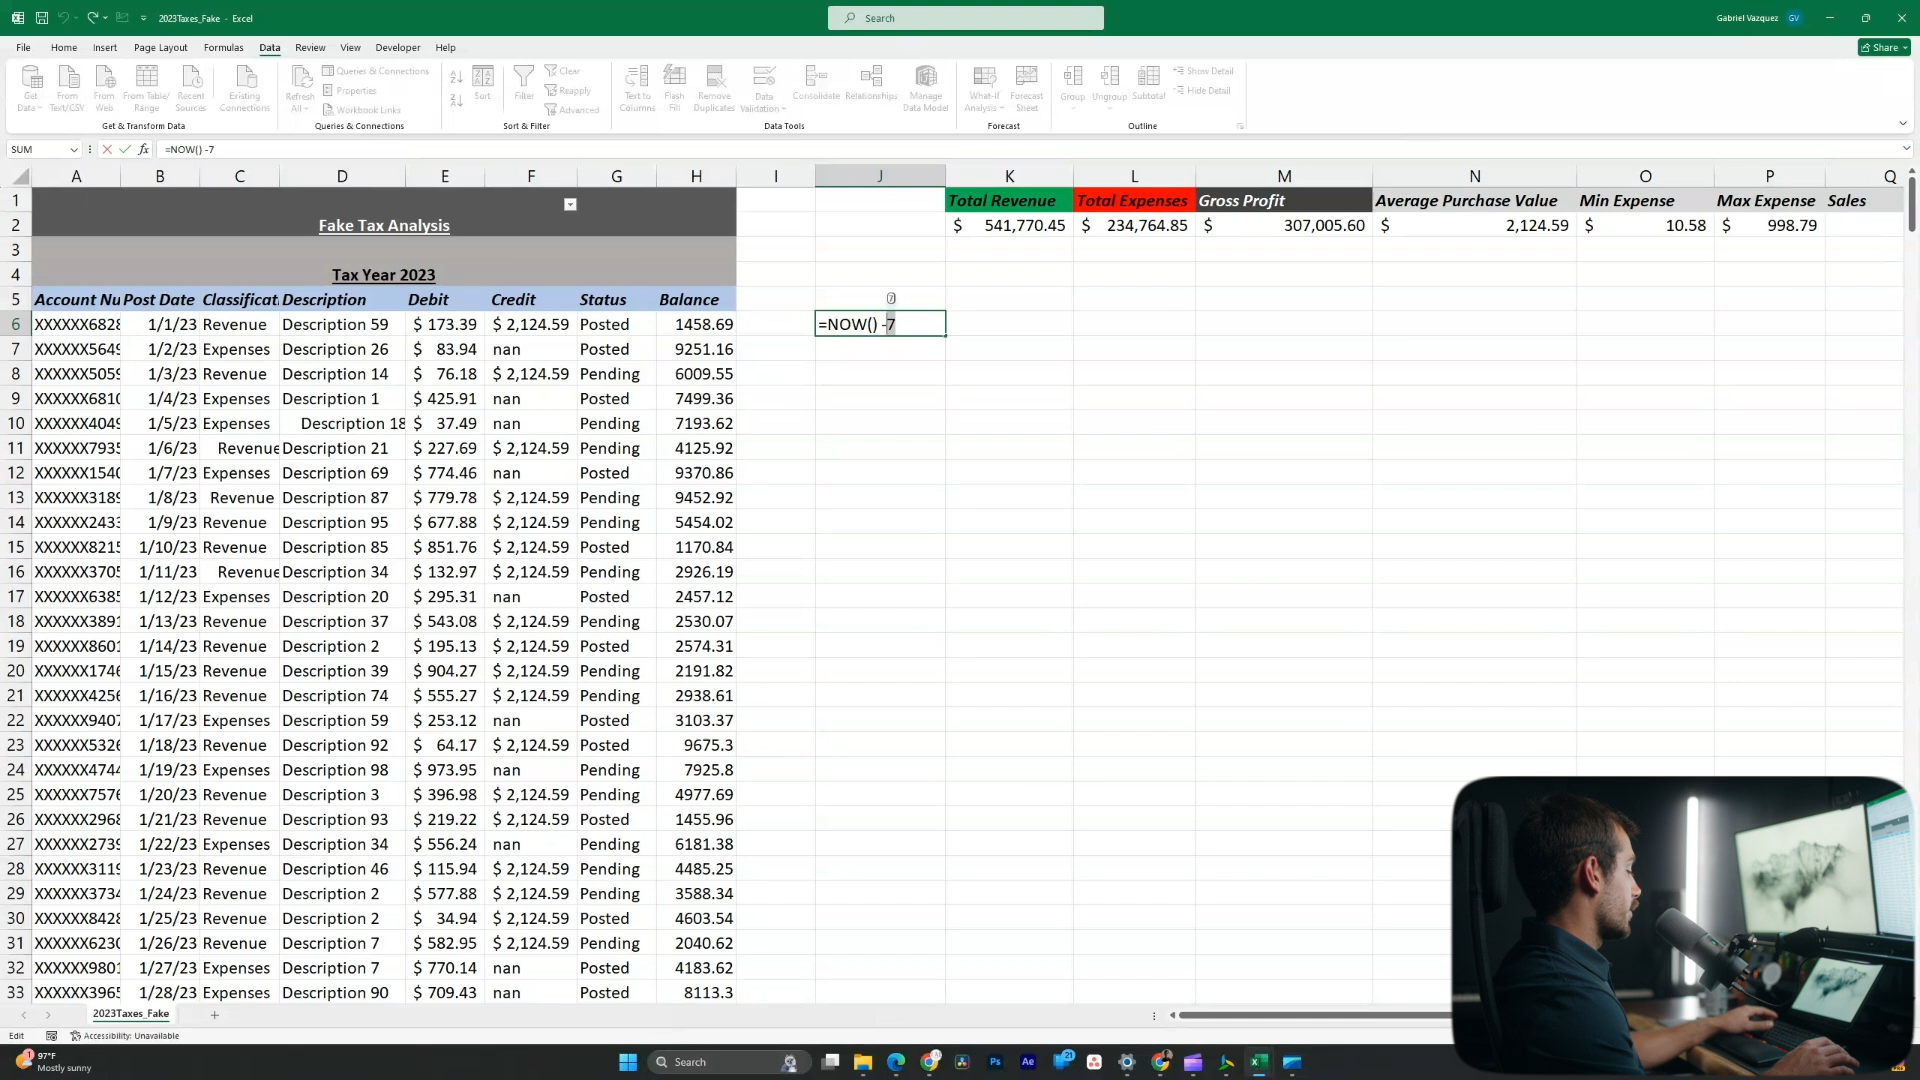 2023Taxes_Fake - Excel
Search
Gabriel Vazquez GV
File Home Insert Page Layout Formulas Data Review View Developer Help
Share
Get Data
From Text/CSV
From Web
From Table/ Range
Recent Sources
Existing Connections
Get & Transform Data
Refresh All
Queries & Connections
Properties
Workbook Links
Queries & Connections
Sort
Filter
Clear
Reapply
Advanced
Sort & Filter
Text to Columns
Flash Fill
Remove Duplicates
Data Validation
Consolidate
Relationships
Manage Data Model
Data Tools
What-If Analysis
Forecast Sheet
Forecast
Group
Ungroup
Subtotal
Show Detail
Hide Detail
Outline
SUM fx =NOW() -7
A B C D E F G H I J K L M N O P Q
1 Total Revenue Total Expenses Gross Profit Average Purchase Value Min Expense Max Expense Sales
2 Fake Tax Analysis $ 541,770.45 $ 234,764.85 $ 307,005.60 $ 2,124.59 $ 10.58 $ 998.79
3
4 Tax Year 2023
5 Account Nu Post Date Classificat Description Debit Credit Status Balance
6 XXXXXX6828 1/1/23 Revenue Description 59 $ 173.39 $ 2,124.59 Posted 1458.69 =NOW() -7
7 XXXXXX5649 1/2/23 Expenses Description 26 $ 83.94 nan Posted 9251.16
8 XXXXXX5059 1/3/23 Revenue Description 14 $ 76.18 $ 2,124.59 Pending 6009.55
9 XXXXXX6810 1/4/23 Expenses Description 1 $ 425.91 nan Posted 7499.36
10 XXXXXX4049 1/5/23 Expenses Description 18 $ 37.49 nan Pending 7193.62
11 XXXXXX7935 1/6/23 Revenue Description 21 $ 227.69 $ 2,124.59 Pending 4125.92
12 XXXXXX1540 1/7/23 Expenses Description 69 $ 774.46 nan Posted 9370.86
13 XXXXXX3189 1/8/23 Revenue Description 87 $ 779.78 $ 2,124.59 Pending 9452.92
14 XXXXXX2433 1/9/23 Revenue Description 95 $ 677.88 $ 2,124.59 Pending 5454.02
15 XXXXXX8215 1/10/23 Revenue Description 85 $ 851.76 $ 2,124.59 Posted 1170.84
16 XXXXXX3705 1/11/23 Revenue Description 34 $ 132.97 $ 2,124.59 Pending 2926.19
17 XXXXXX6385 1/12/23 Expenses Description 20 $ 295.31 nan Posted 2457.12
18 XXXXXX3891 1/13/23 Revenue Description 37 $ 543.08 $ 2,124.59 Pending 2530.07
19 XXXXXX8601 1/14/23 Revenue Description 2 $ 195.13 $ 2,124.59 Posted 2574.31
20 XXXXXX1746 1/15/23 Revenue Description 39 $ 904.27 $ 2,124.59 Pending 2191.82
21 XXXXXX4256 1/16/23 Revenue Description 74 $ 555.27 $ 2,124.59 Pending 2938.61
22 XXXXXX9407 1/17/23 Expenses Description 59 $ 253.12 nan Posted 3103.37
23 XXXXXX5326 1/18/23 Revenue Description 92 $ 64.17 $ 2,124.59 Posted 9675.3
24 XXXXXX4744 1/19/23 Expenses Description 98 $ 973.95 nan Pending 7925.8
25 XXXXXX7576 1/20/23 Revenue Description 3 $ 396.98 $ 2,124.59 Pending 4977.69
26 XXXXXX2968 1/21/23 Revenue Description 93 $ 219.22 $ 2,124.59 Posted 1455.96
27 XXXXXX2739 1/22/23 Expenses Description 34 $ 556.24 nan Pending 6181.38
28 XXXXXX3119 1/23/23 Revenue Description 46 $ 115.94 $ 2,124.59 Pending 4485.25
29 XXXXXX3734 1/24/23 Revenue Description 2 $ 577.88 $ 2,124.59 Pending 3588.34
30 XXXXXX8428 1/25/23 Revenue Description 2 $ 34.94 $ 2,124.59 Posted 4603.54
31 XXXXXX6230 1/26/23 Revenue Description 7 $ 582.95 $ 2,124.59 Pending 2040.62
32 XXXXXX9801 1/27/23 Expenses Description 7 $ 770.14 nan Posted 4183.62
33 XXXXXX3965 1/28/23 Expenses Description 90 $ 709.43 nan Posted 8113.3
2023Taxes_Fake
Edit Accessibility: Unavailable
1 97°F
Mostly sunny
Search
Ps
Ae
21